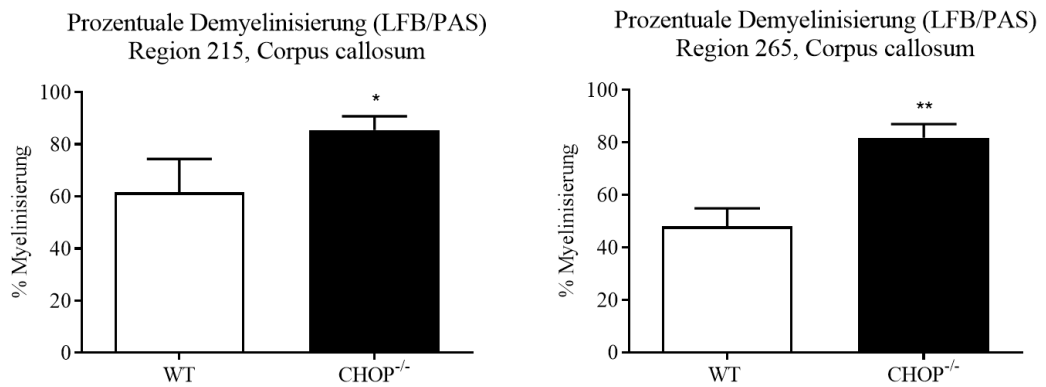 Prozentuale Demyelinisierung (LFB/PAS)
Region 215, Corpus callosum
% Myelinisierung
100
80
60
40
20
0
*
WT
CHOP-/-
Prozentuale Demyelinisierung (LFB/PAS)
Region 265, Corpus callosum
% Myelinisierung
100
80
60
40
20
0
**
WT
CHOP-/-